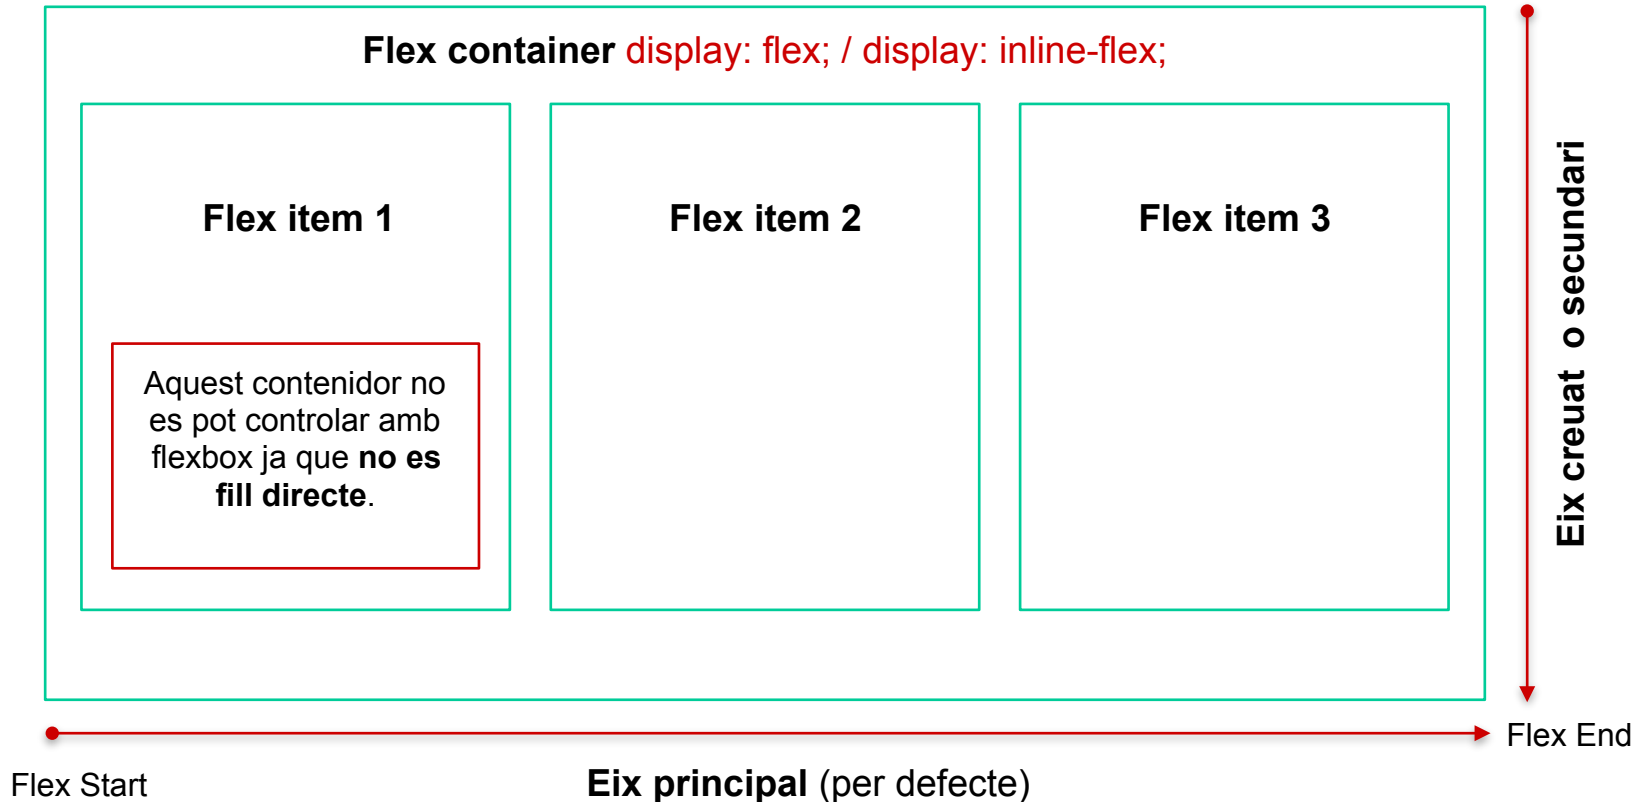 Flex container display: flex; / display: inline-flex;
Flex item 1
Flex item 2
Flex item 3
Aquest contenidor no
es pot controlar amb
flexbox ja que no es
fill directe.
Eix creuat o secundari
Flex End
Flex Start
Eix principal (per defecte)